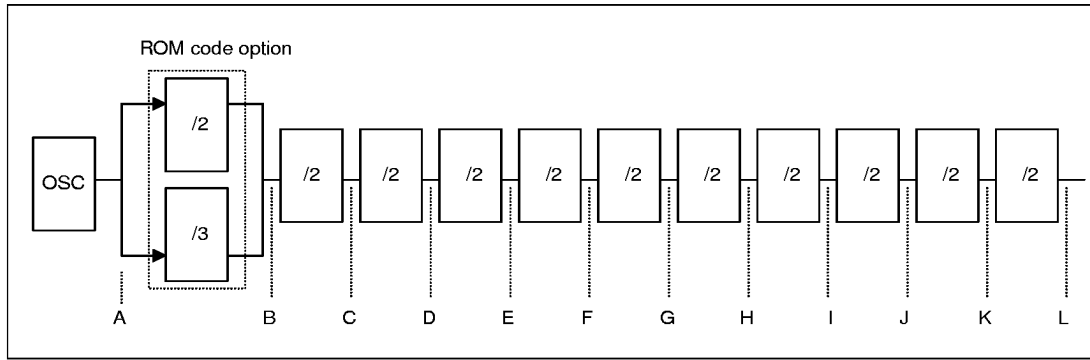 ROM code option
/2
OSC
/2 /2 /2 /2 /2 /2 /2 /2 /2 /2
/3
A B C D E F G H I J K L